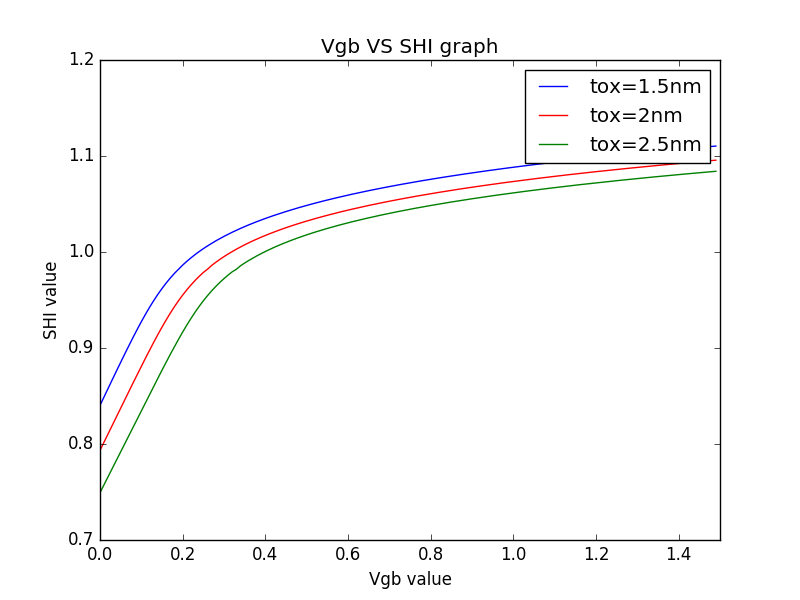 Vgb VS SHI graph
tox=1.5nm
tox=2nm
tox=2.5nm
SHI value
1.2
1.1
1.0
0.9
0.8
0.7
0.0 0.2 0.4 0.6 0.8 1.0 1.2 1.4
Vgb value